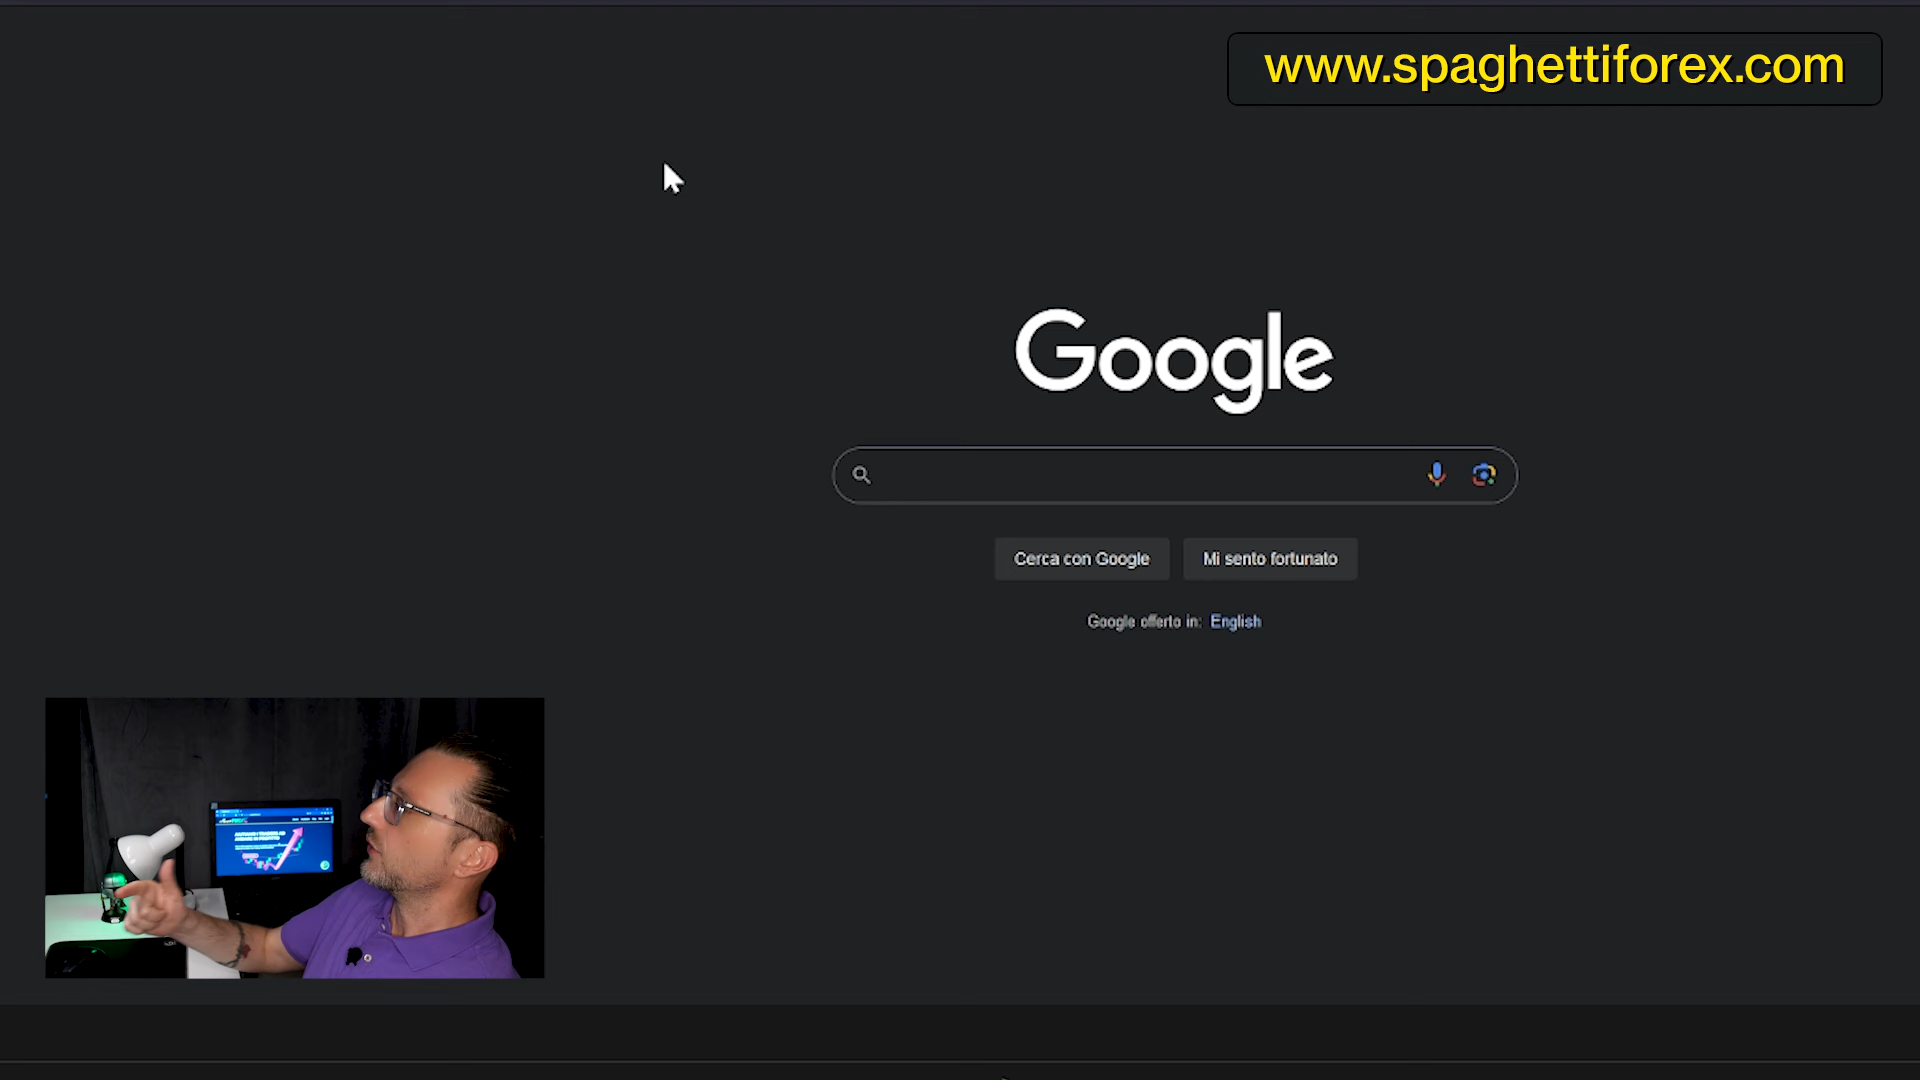 www.spaghettiforex.com
Google
Cerca con Google
Mi sento fortunato
Google offerto in: English